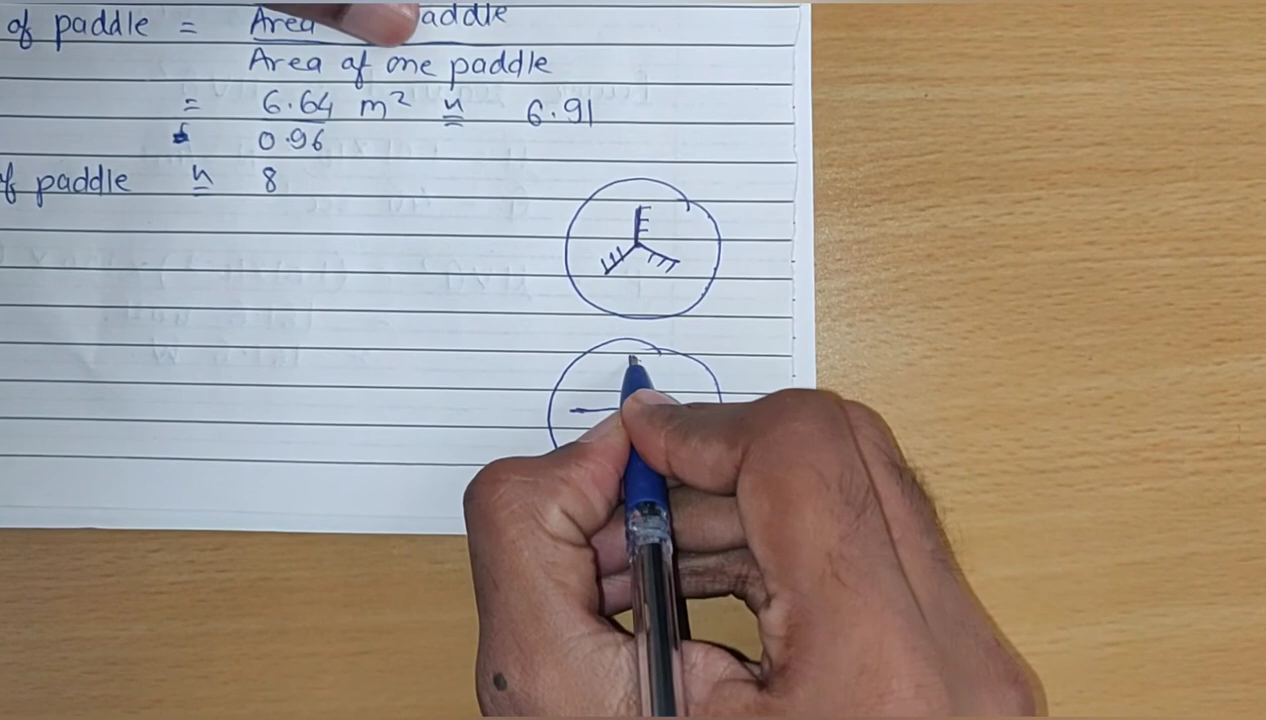 of paddle = Area addle
Area of one paddle
= 6.64 m² ≅ 6.91
0.96
of paddle ≅ 8